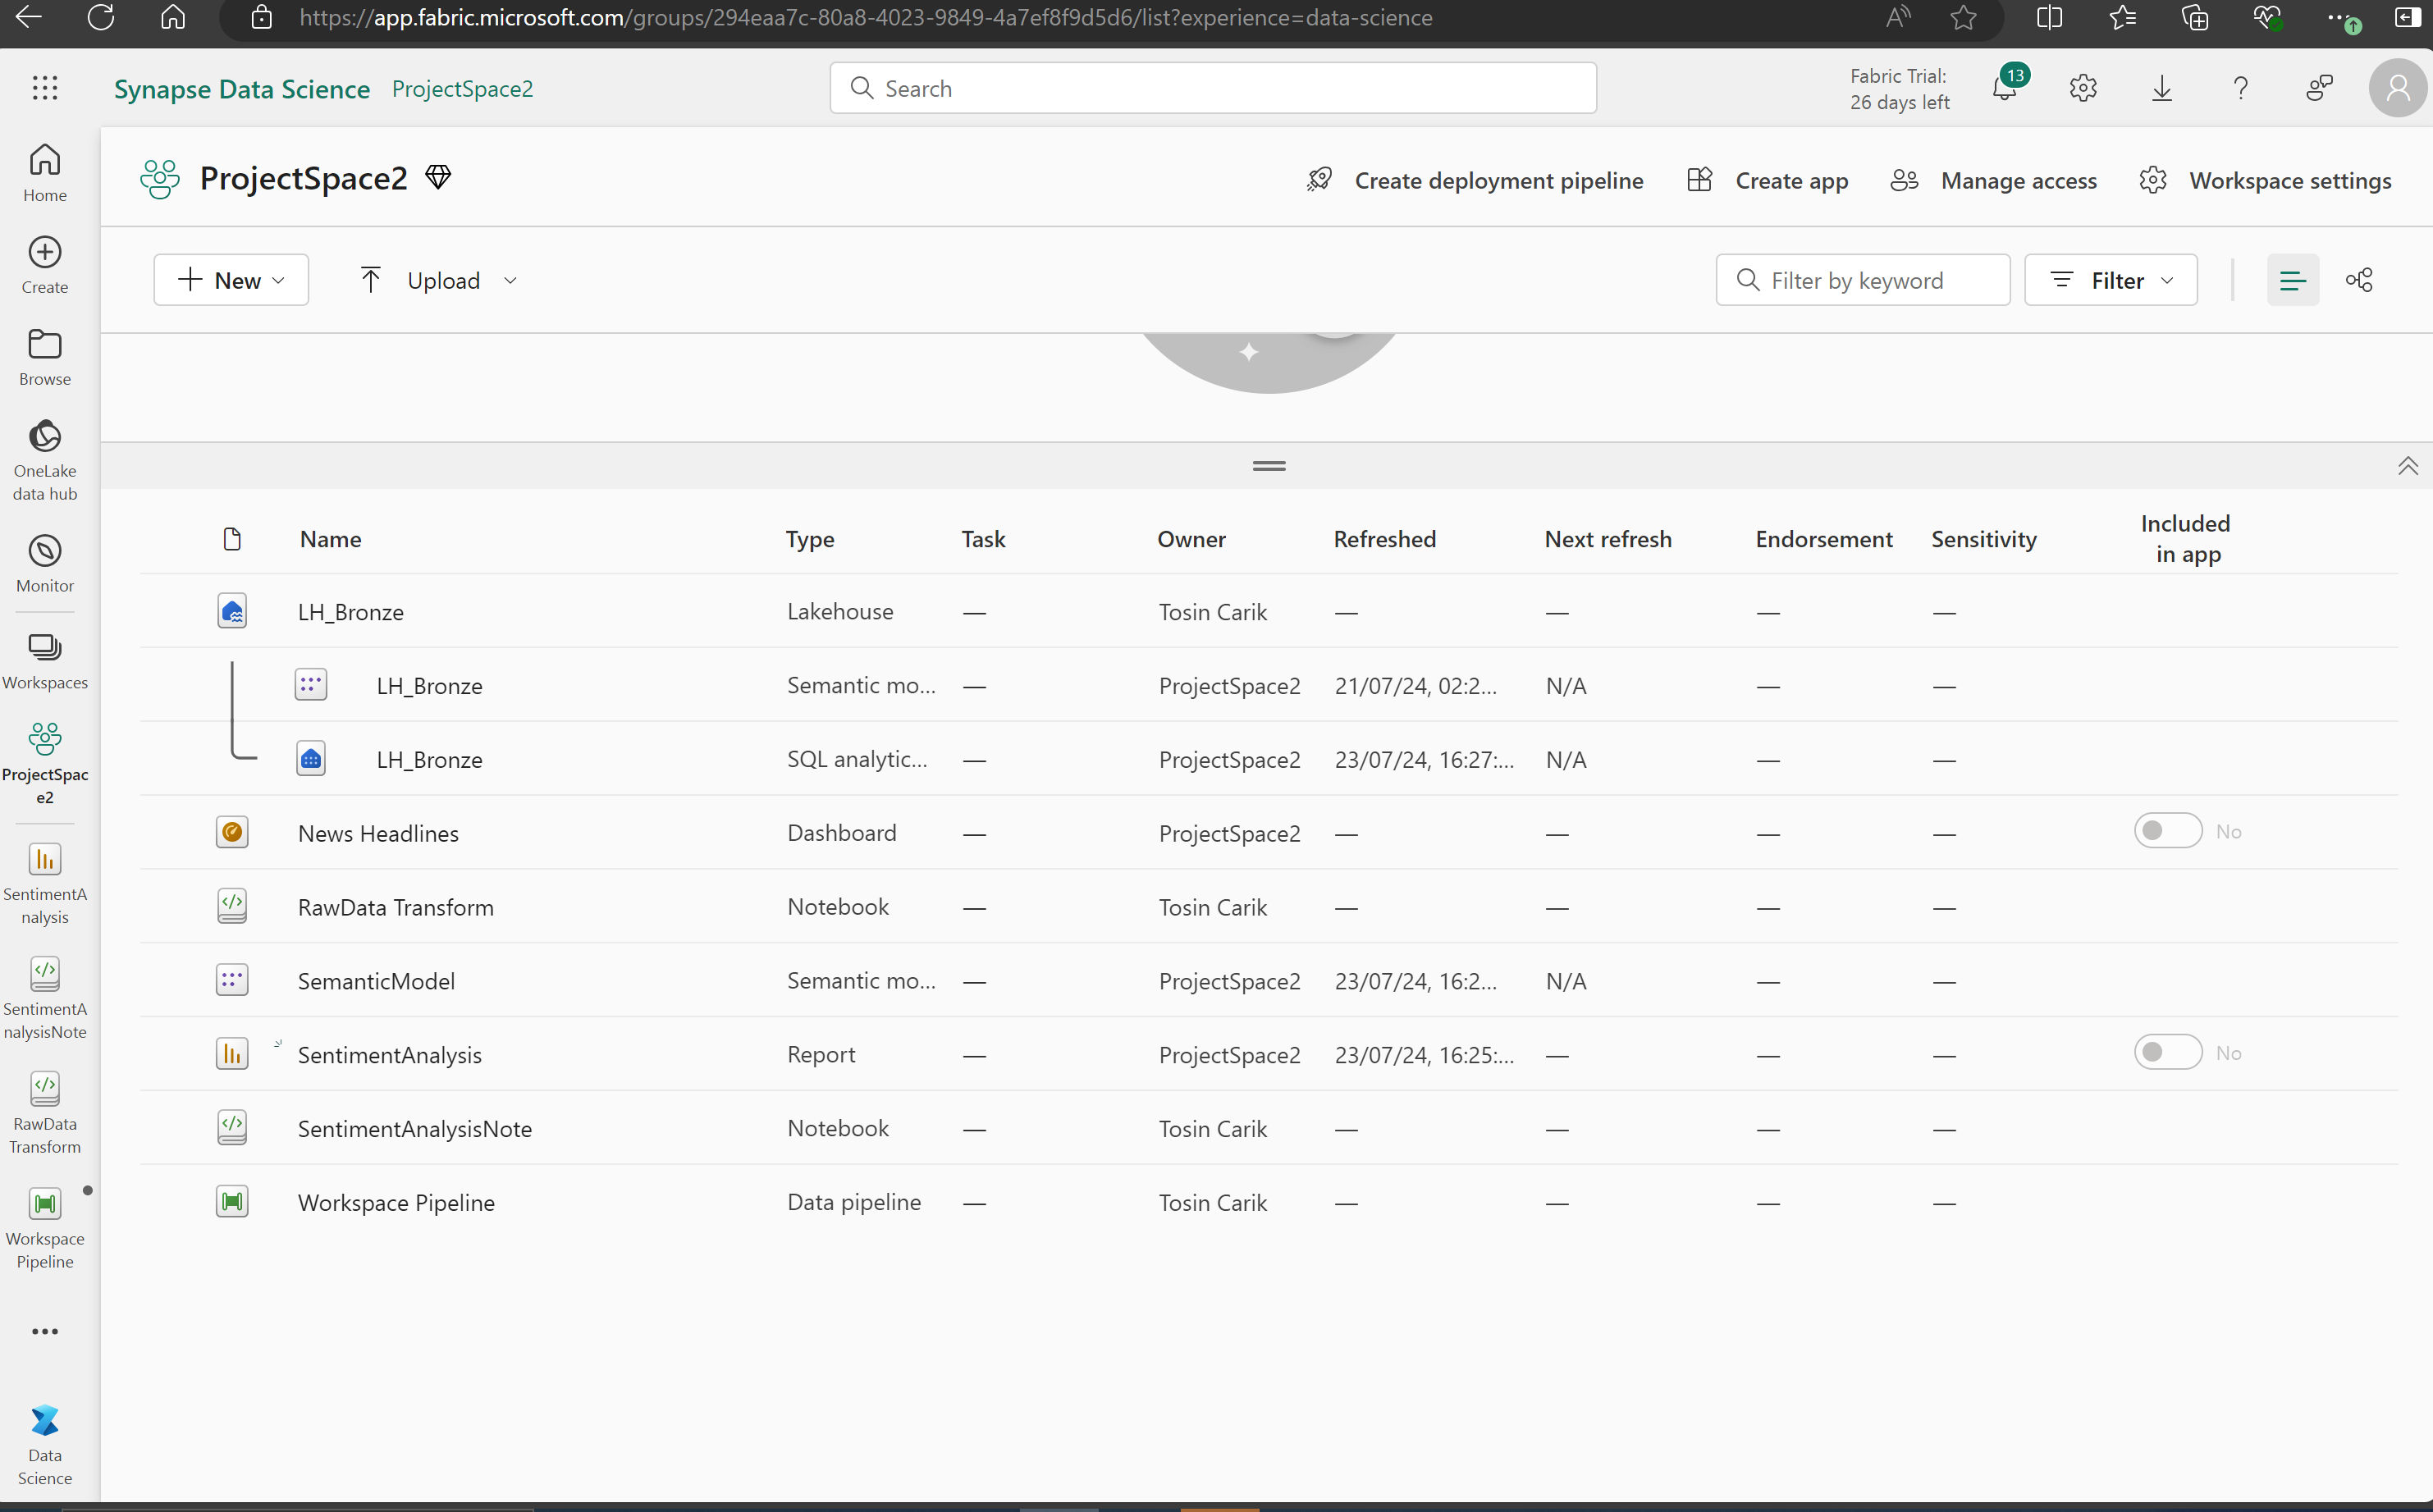 https://app.fabric.microsoft.com/groups/294eaa7c-80a8-4023-9849-4a7ef8f9d5d6/list?experience=data-science
Synapse Data Science ProjectSpace2
Search
Fabric Trial:
26 days left
13
Home
Create
Browse
OneLake
data hub
Monitor
Workspaces
ProjectSpac
e2
SentimentA
nalysis
SentimentA
nalysisNote
RawData
Transform
Workspace
Pipeline
Data
Science
ProjectSpace2
Create deployment pipeline Create app Manage access Workspace settings
New Upload Filter by keyword Filter
Name Type Task Owner Refreshed Next refresh Endorsement Sensitivity Included
in app
LH_Bronze Lakehouse — Tosin Carik — — — —
LH_Bronze Semantic mo... — ProjectSpace2 21/07/24, 02:2... N/A — —
LH_Bronze SQL analytic... — ProjectSpace2 23/07/24, 16:27:... N/A — —
News Headlines Dashboard — ProjectSpace2 — — — — No
RawData Transform Notebook — Tosin Carik — — — —
SemanticModel Semantic mo... — ProjectSpace2 23/07/24, 16:2... N/A — —
SentimentAnalysis Report — ProjectSpace2 23/07/24, 16:25:... — — — No
SentimentAnalysisNote Notebook — Tosin Carik — — — —
Workspace Pipeline Data pipeline — Tosin Carik — — — —